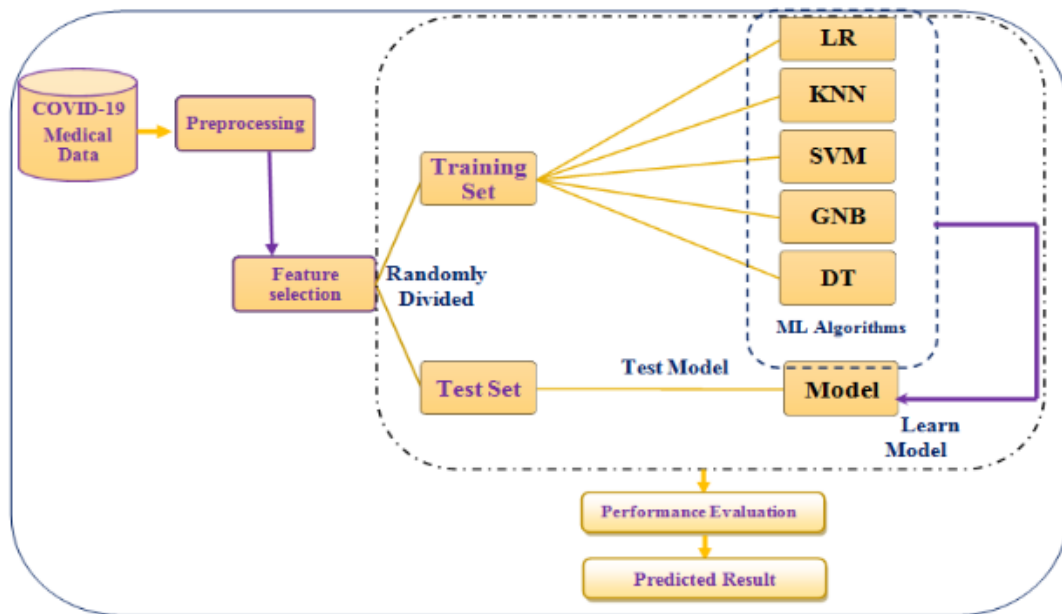 COVID-19
Medical
Data
Preprocessing
Feature
selection
Randomly
Divided
Training
Set
Test Set
LR
KNN
SVM
GNB
DT
ML Algorithms
Test Model
Model
Learn
Model
Performance Evaluation
Predicted Result